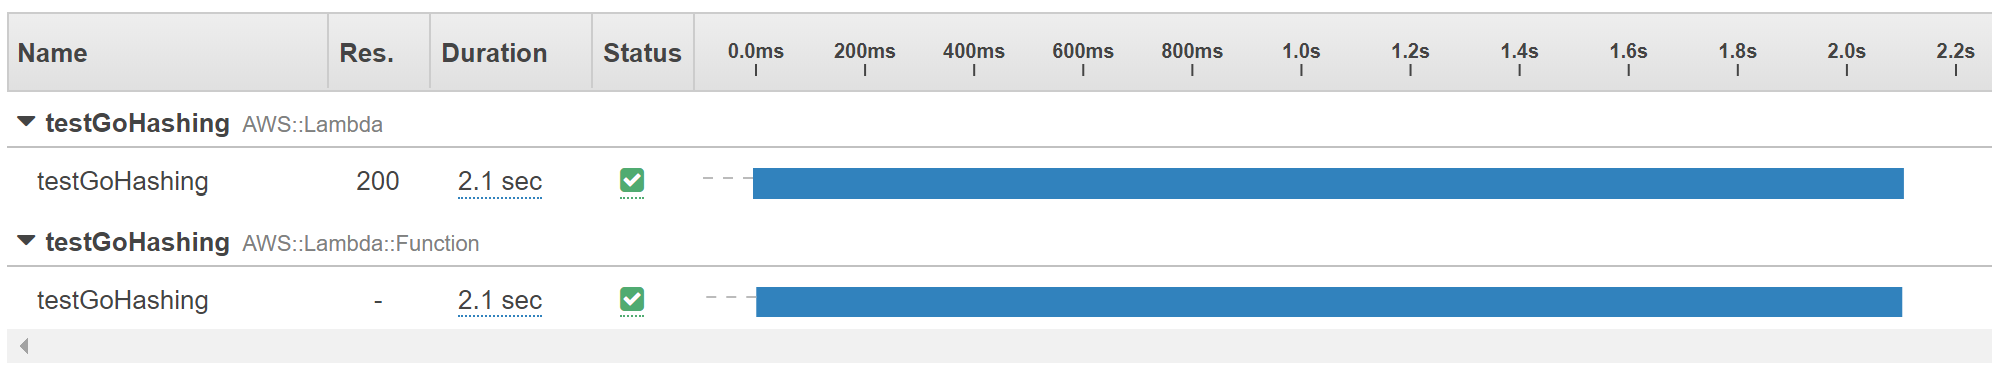 Name Res. Duration Status 0.0ms 200ms 400ms 600ms 800ms 1.0s 1.2s 1.4s 1.6s 1.8s 2.0s 2.2s
testGoHashing AWS::Lambda
testGoHashing 200 2.1 sec
testGoHashing AWS::Lambda::Function
testGoHashing - 2.1 sec